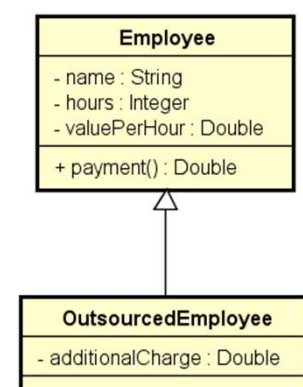 Employee
- name : String
- hours : Integer
- valuePerHour : Double
+ payment() : Double
OutsourcedEmployee
- additionalCharge : Double